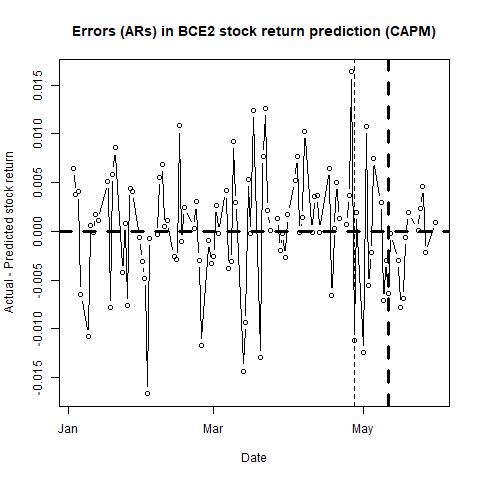 Errors (ARs) in BCE2 stock return prediction (CAPM)
Actual - Predicted stock return
0.015
0.010
0.005
0.000
-0.005
-0.010
-0.015
Jan
Mar
May
Date